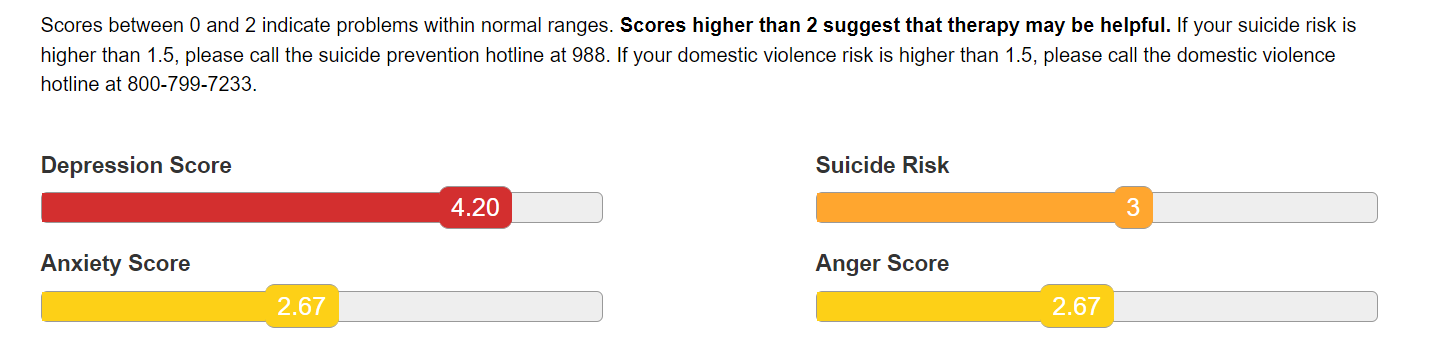 Scores between 0 and 2 indicate problems within normal ranges. Scores higher than 2 suggest that therapy may be helpful. If your suicide risk is
higher than 1.5, please call the suicide prevention hotline at 988. If your domestic violence risk is higher than 1.5, please call the domestic violence
hotline at 800-799-7233.
Depression Score
4.20
Suicide Risk
3
Anxiety Score
2.67
Anger Score
2.67